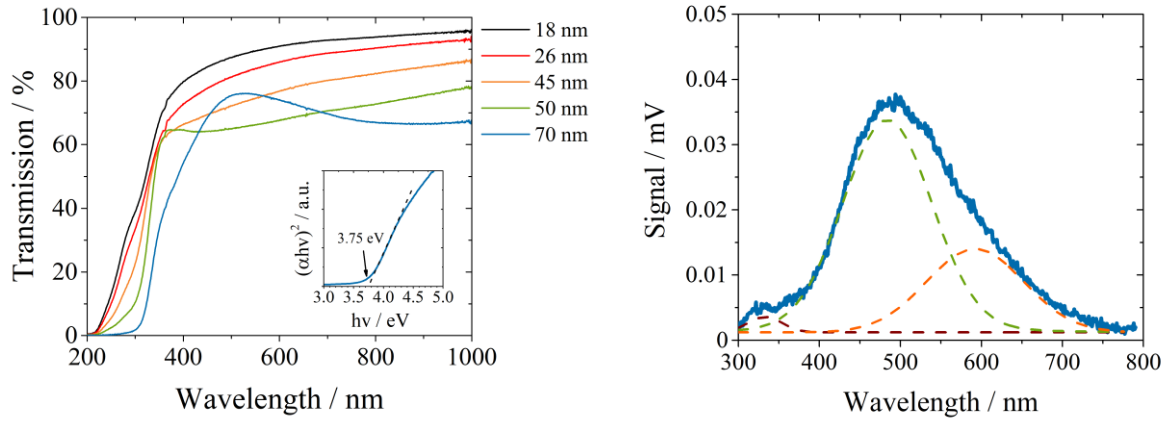 100
80
60
40
20
0
Transmission / %
200
400
600
800
1000
Wavelength / nm
18 nm
26 nm
45 nm
50 nm
70 nm
(αhν)² / a.u.
3.75 eV
3.0
3.5
4.0
4.5
5.0
hν / eV
0.05
0.04
0.03
0.02
0.01
0.00
Signal / mV
300
400
500
600
700
800
Wavelength / nm